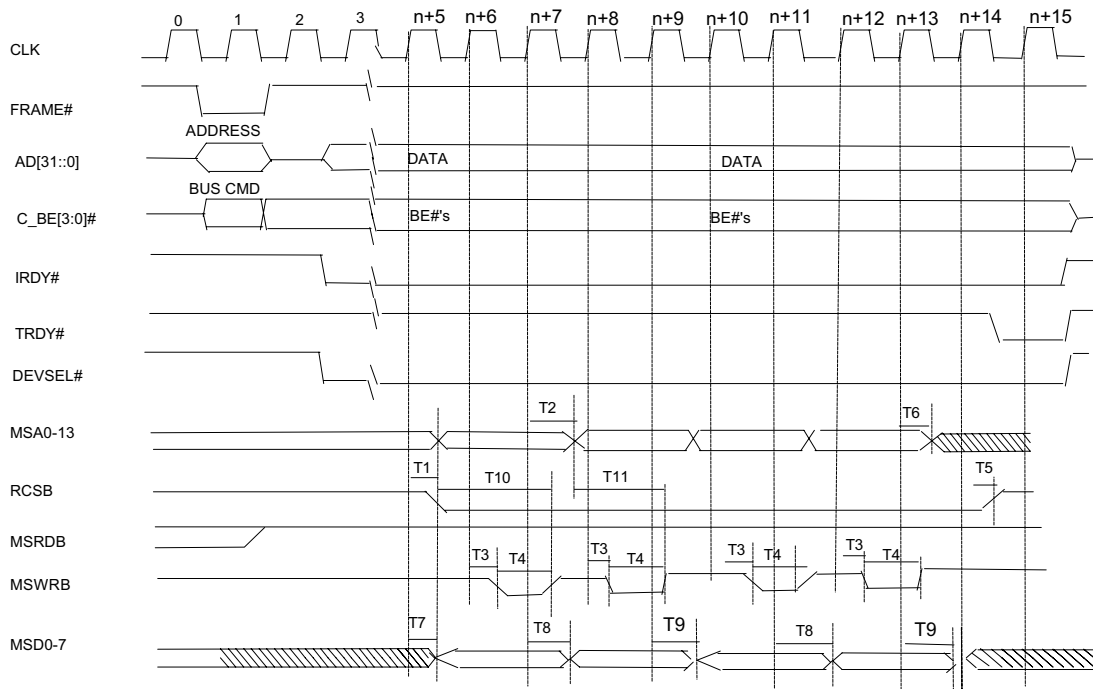 0 1 2 3 n+5 n+6 n+7 n+8 n+9 n+10 n+11 n+12 n+13 n+14 n+15
CLK
FRAME#
ADDRESS
AD[31::0] DATA DATA
BUS CMD
C_BE[3:0]# BE#'s BE#'s
IRDY#
TRDY#
DEVSEL#
T2 T6
MSA0-13
T1 T10 T11 T5
RCSB
MSRDB
T3 T4 T3 T4 T3 T4 T3 T4
MSWRB
T7 T8 T9 T8 T9
MSD0-7